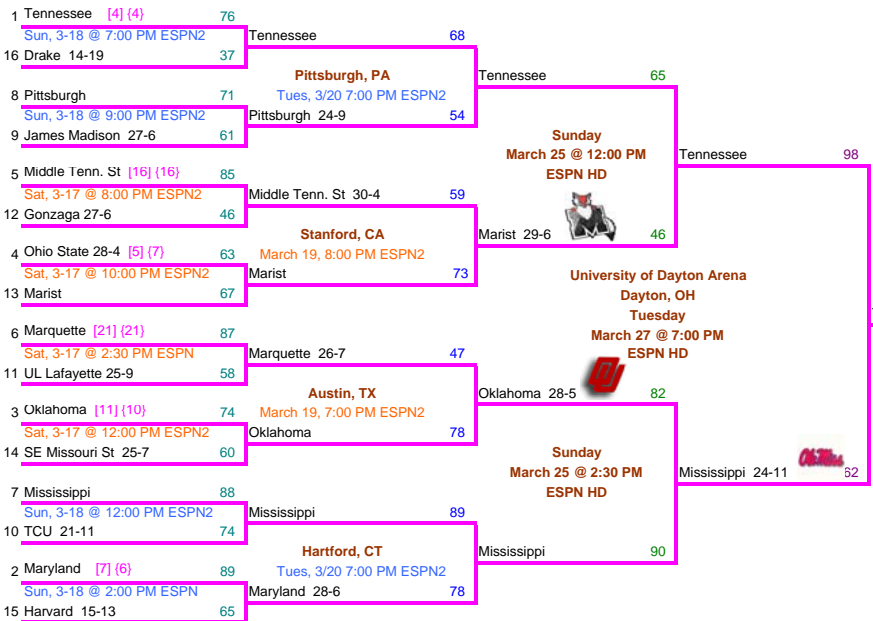 1 Tennessee [4] {4} 76
Sun, 3-18 @ 7:00 PM ESPN2
16 Drake 14-19 37
Tennessee 68
Pittsburgh, PA
Tues, 3/20 7:00 PM ESPN2
8 Pittsburgh 71
Sun, 3-18 @ 9:00 PM ESPN2
9 James Madison 27-6 61
Pittsburgh 24-9 54
Tennessee 65
5 Middle Tenn. St [16] {16} 85
Sat, 3-17 @ 8:00 PM ESPN2
12 Gonzaga 27-6 46
Middle Tenn. St 30-4 59
Stanford, CA
March 19, 8:00 PM ESPN2
4 Ohio State 28-4 [5] {7} 63
Sat, 3-17 @ 10:00 PM ESPN2
13 Marist 67
Marist 73
Marist 29-6 46
Sunday
March 25 @ 12:00 PM
ESPN HD
Tennessee 98
University of Dayton Arena
Dayton, OH
Tuesday
March 27 @ 7:00 PM
ESPN HD
6 Marquette [21] {21} 87
Sat, 3-17 @ 2:30 PM ESPN
11 UL Lafayette 25-9 58
Marquette 26-7 47
Austin, TX
March 19, 7:00 PM ESPN2
3 Oklahoma [11] {10} 74
Sat, 3-17 @ 12:00 PM ESPN2
14 SE Missouri St 25-7 60
Oklahoma 78
Oklahoma 28-5 82
Sunday
March 25 @ 2:30 PM
ESPN HD
Ole Miss
Mississippi 24-11 62
7 Mississippi 88
Sun, 3-18 @ 12:00 PM ESPN2
10 TCU 21-11 74
Mississippi 89
Hartford, CT
Tues, 3/20 7:00 PM ESPN2
2 Maryland [7] {6} 89
Sun, 3-18 @ 2:00 PM ESPN
15 Harvard 15-13 65
Maryland 28-6 78
Mississippi 90